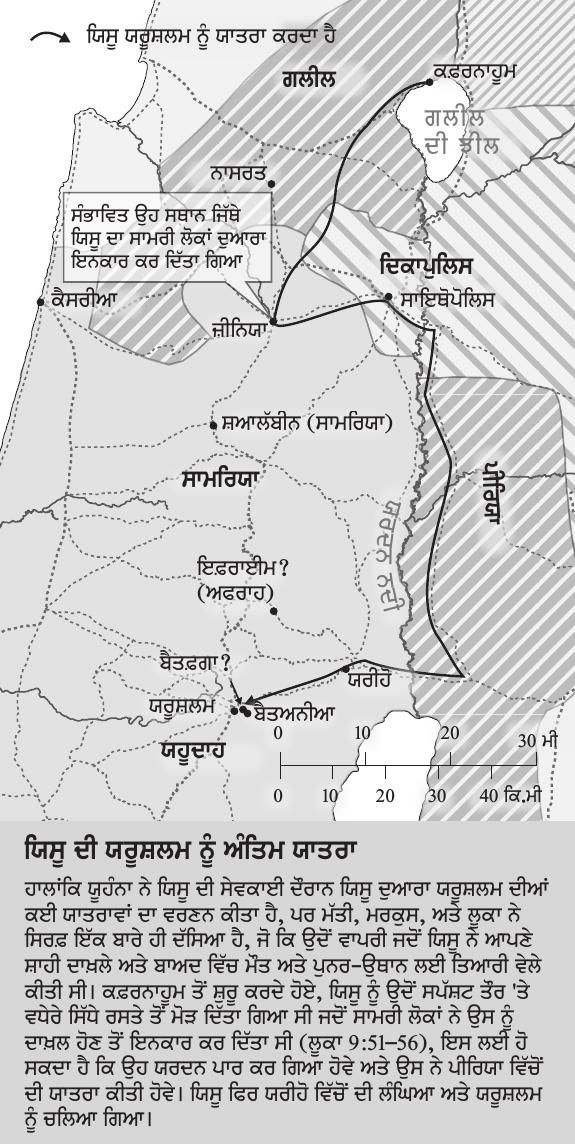 ਯਿਸੂ ਯਰੂਸ਼ਲਮ ਨੂੰ ਯਾਤਰਾ ਕਰਦਾ ਹੈ
ਕਫ਼ਰਨਾਹੂਮ
ਗਲੀਲ
ਗਲੀਲ
ਦੀ ਝੀਲ
ਨਾਸਰਤ
ਸੰਭਾਵਿਤ ਉਹ ਸਥਾਨ ਜਿੱਥੇ
ਯਿਸੂ ਦਾ ਸਾਮਰੀ ਲੋਕਾਂ ਦੁਆਰਾ
ਇਨਕਾਰ ਕਰ ਦਿੱਤਾ ਗਿਆ
ਦਿਕਾਪੁਲਿਸ
ਕੈਸਰੀਆ
ਸਾਇਥੋਪੋਲਿਸ
ਜ਼ੀਨਿਯਾ
ਸ਼ਆਲੱਬੀਨ (ਸਾਮਰਿਯਾ)
ਸਾਮਰਿਯਾ
ਪੀਰਿਯਾ
ਯਰਦਨ ਨਦੀ
ਇਫ਼ਰਾਈਮ?
(ਅਫਰਾਹ)
ਬੈਤਫ਼ਗਾ?
ਯਰੀਹੋ
ਯਰੂਸ਼ਲਮ
ਬੈਤਅਨੀਆ
ਯਹੂਦਾਹ
0 10 20 30 ਮੀ
0 10 20 30 40 ਕਿ.ਮੀ
ਯਿਸੂ ਦੀ ਯਰੂਸ਼ਲਮ ਨੂੰ ਅੰਤਿਮ ਯਾਤਰਾ
ਹਾਲਾਂਕਿ ਯੂਹੰਨਾ ਨੇ ਯਿਸੂ ਦੀ ਸੇਵਕਾਈ ਦੌਰਾਨ ਯਿਸੂ ਦੁਆਰਾ ਯਰੂਸ਼ਲਮ ਦੀਆਂ
ਕਈ ਯਾਤਰਾਵਾਂ ਦਾ ਵਰਣਨ ਕੀਤਾ ਹੈ, ਪਰ ਮੱਤੀ, ਮਰਕੁਸ, ਅਤੇ ਲੂਕਾ ਨੇ
ਸਿਰਫ਼ ਇੱਕ ਬਾਰੇ ਹੀ ਦੱਸਿਆ ਹੈ, ਜੋ ਕਿ ਉਦੋਂ ਵਾਪਰੀ ਜਦੋਂ ਯਿਸੂ ਨੇ ਆਪਣੇ
ਸ਼ਾਹੀ ਦਾਖ਼ਲੇ ਅਤੇ ਬਾਅਦ ਵਿੱਚ ਮੌਤ ਅਤੇ ਪੁਨਰ-ਉਥਾਨ ਲਈ ਤਿਆਰੀ ਵੇਲੇ
ਕੀਤੀ ਸੀ। ਕਫ਼ਰਨਾਹੂਮ ਤੋਂ ਸ਼ੁਰੂ ਕਰਦੇ ਹੋਏ, ਯਿਸੂ ਨੂੰ ਉਦੋਂ ਸਪੱਸ਼ਟ ਤੌਰ 'ਤੇ
ਵਧੇਰੇ ਸਿੱਧੇ ਰਸਤੇ ਤੋਂ ਮੋੜ ਦਿੱਤਾ ਗਿਆ ਸੀ ਜਦੋਂ ਸਾਮਰੀ ਲੋਕਾਂ ਨੇ ਉਸ ਨੂੰ
ਦਾਖ਼ਲ ਹੋਣ ਤੋਂ ਇਨਕਾਰ ਕਰ ਦਿੱਤਾ ਸੀ (ਲੂਕਾ 9:51–56), ਇਸ ਲਈ ਹੋ
ਸਕਦਾ ਹੈ ਕਿ ਉਹ ਯਰਦਨ ਪਾਰ ਕਰ ਗਿਆ ਹੋਵੇ ਅਤੇ ਉਸ ਨੇ ਪੀਰਿਯਾ ਵਿੱਚੋਂ
ਦੀ ਯਾਤਰਾ ਕੀਤੀ ਹੋਵੇ। ਯਿਸੂ ਫਿਰ ਯਰੀਹੋ ਵਿੱਚੋਂ ਦੀ ਲੰਘਿਆ ਅਤੇ ਯਰੂਸ਼ਲਮ
ਨੂੰ ਚਲਿਆ ਗਿਆ।